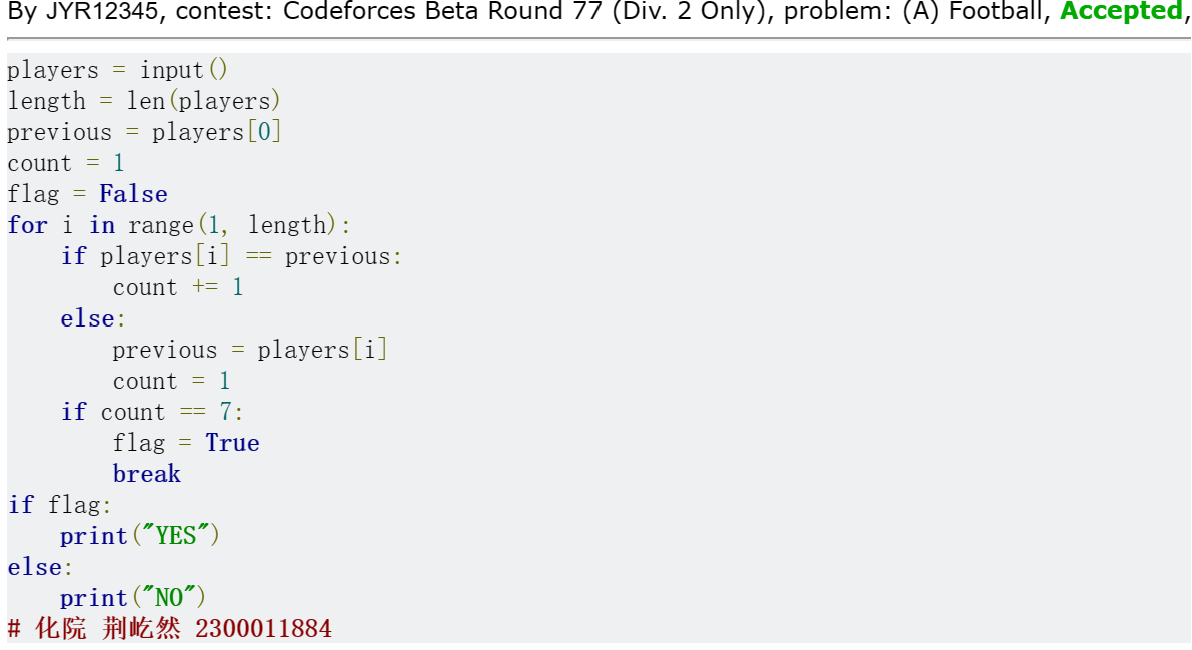 By JYR12345, contest: Codeforces Beta Round 77 (Div. 2 Only), problem: (A) Football, Accepted,
players = input()
length = len(players)
previous = players[0]
count = 1
flag = False
for i in range(1, length):
    if players[i] == previous:
        count += 1
    else:
        previous = players[i]
        count = 1
    if count == 7:
        flag = True
        break
if flag:
    print("YES")
else:
    print("NO")
# 化院 荆屹然 2300011884